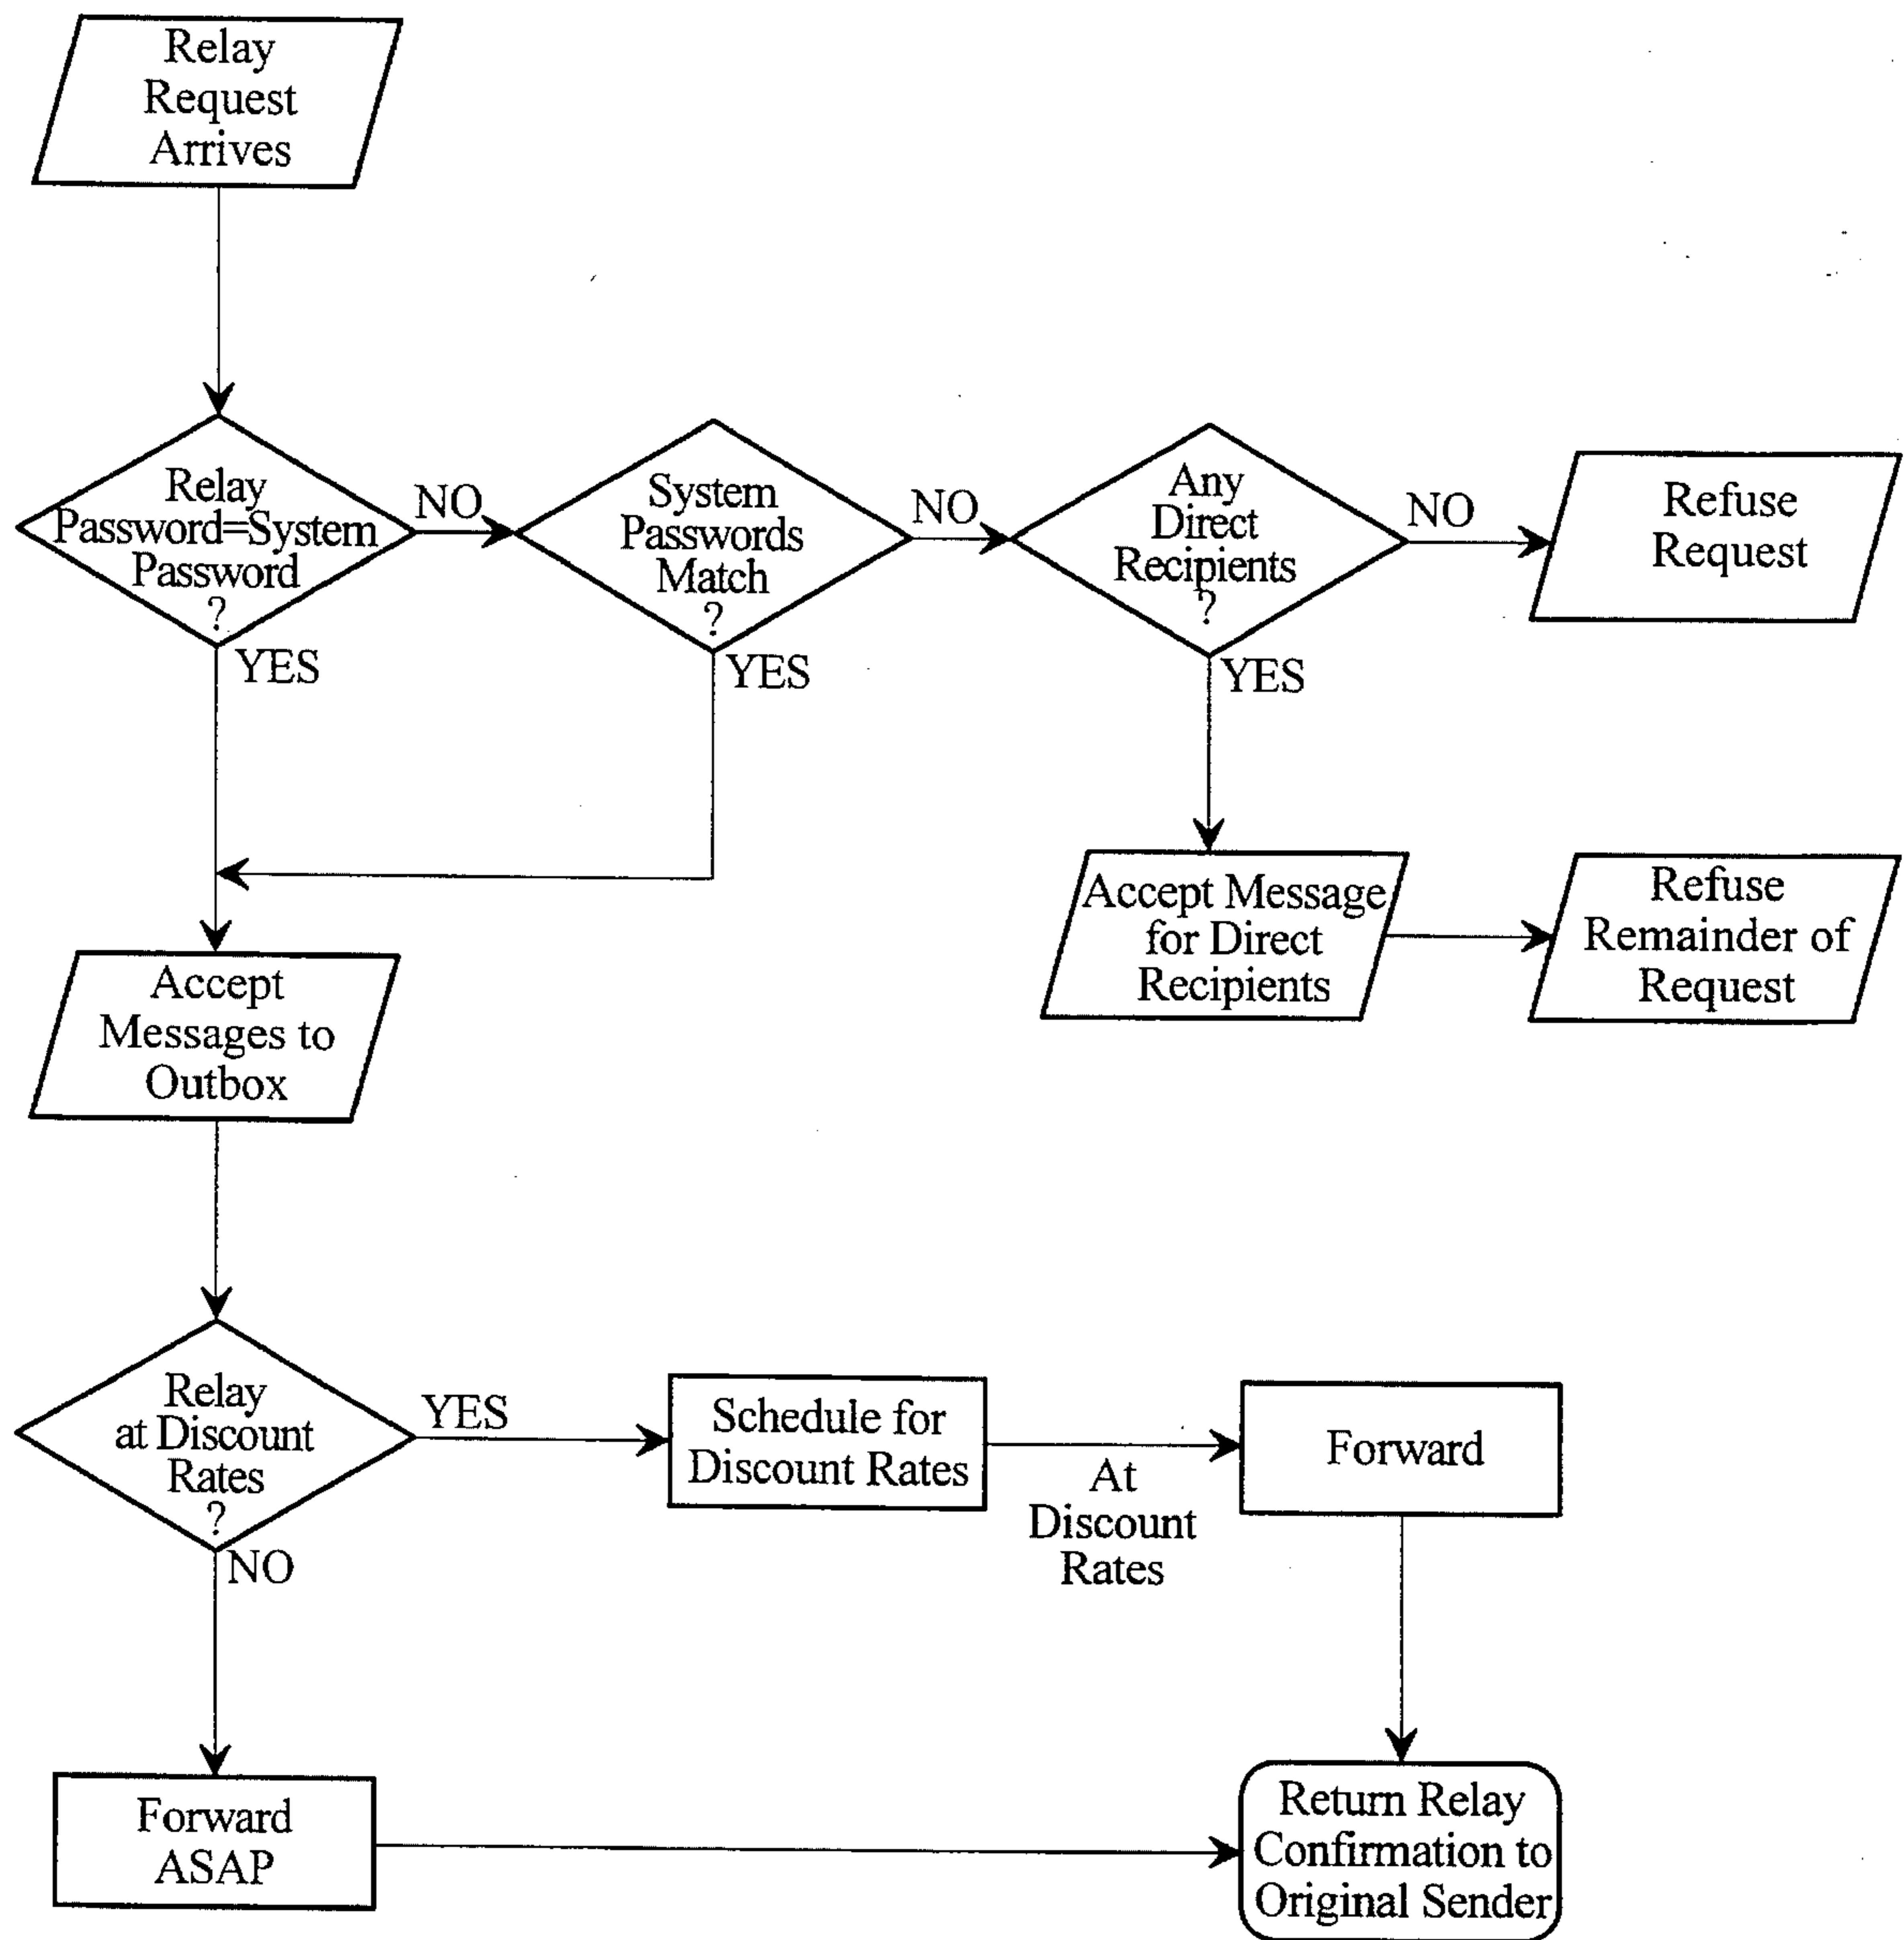 Relay
Request
Arrives
Relay
Password=System
Password
?
NO
YES
System
Passwords
Match
?
NO
YES
Any
Direct
Recipients
?
NO
YES
Refuse
Request
Accept Message
for Direct
Recipients
Refuse
Remainder of
Request
Accept
Messages to
Outbox
Relay
at Discount
Rates
?
YES
NO
Schedule for
Discount Rates
At
Discount
Rates
Forward
Forward
ASAP
Return Relay
Confirmation to
Original Sender